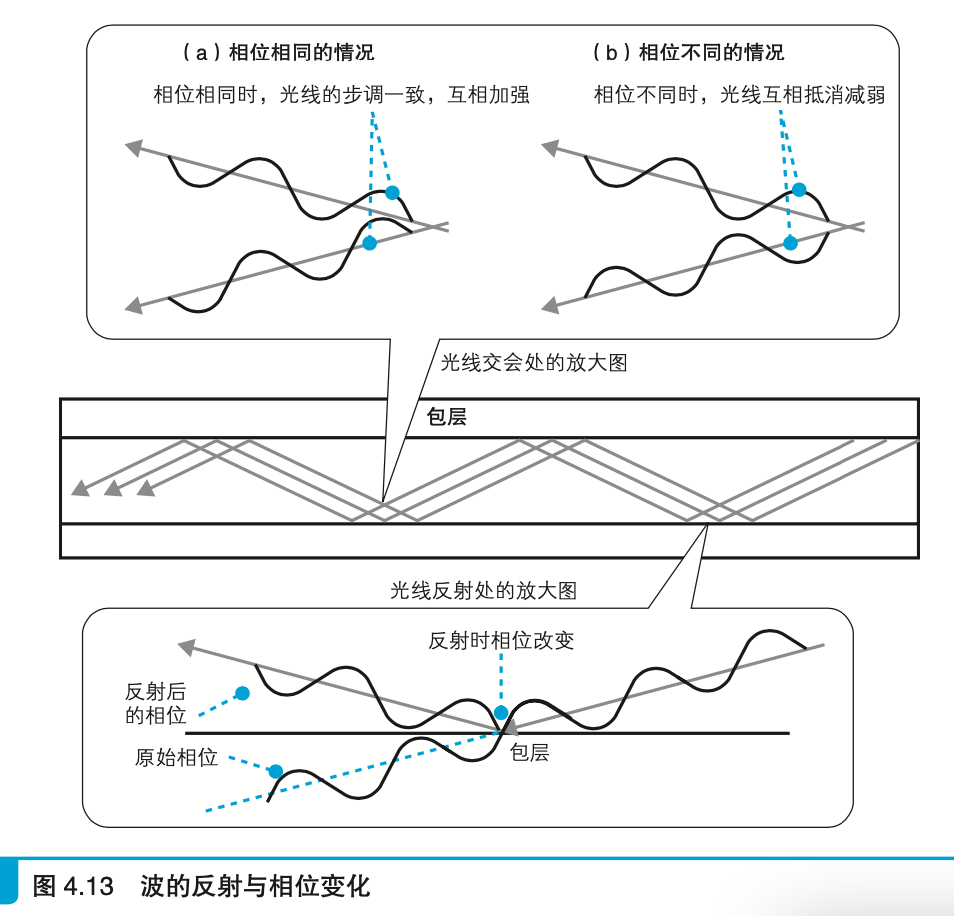 （a）相位相同的情况
（b）相位不同的情况
相位相同时，光线的步调一致，互相加强
相位不同时，光线互相抵消减弱
光线交会处的放大图
包层
光线反射处的放大图
反射时相位改变
反射后
的相位
原始相位
包层
图 4.13 波的反射与相位变化